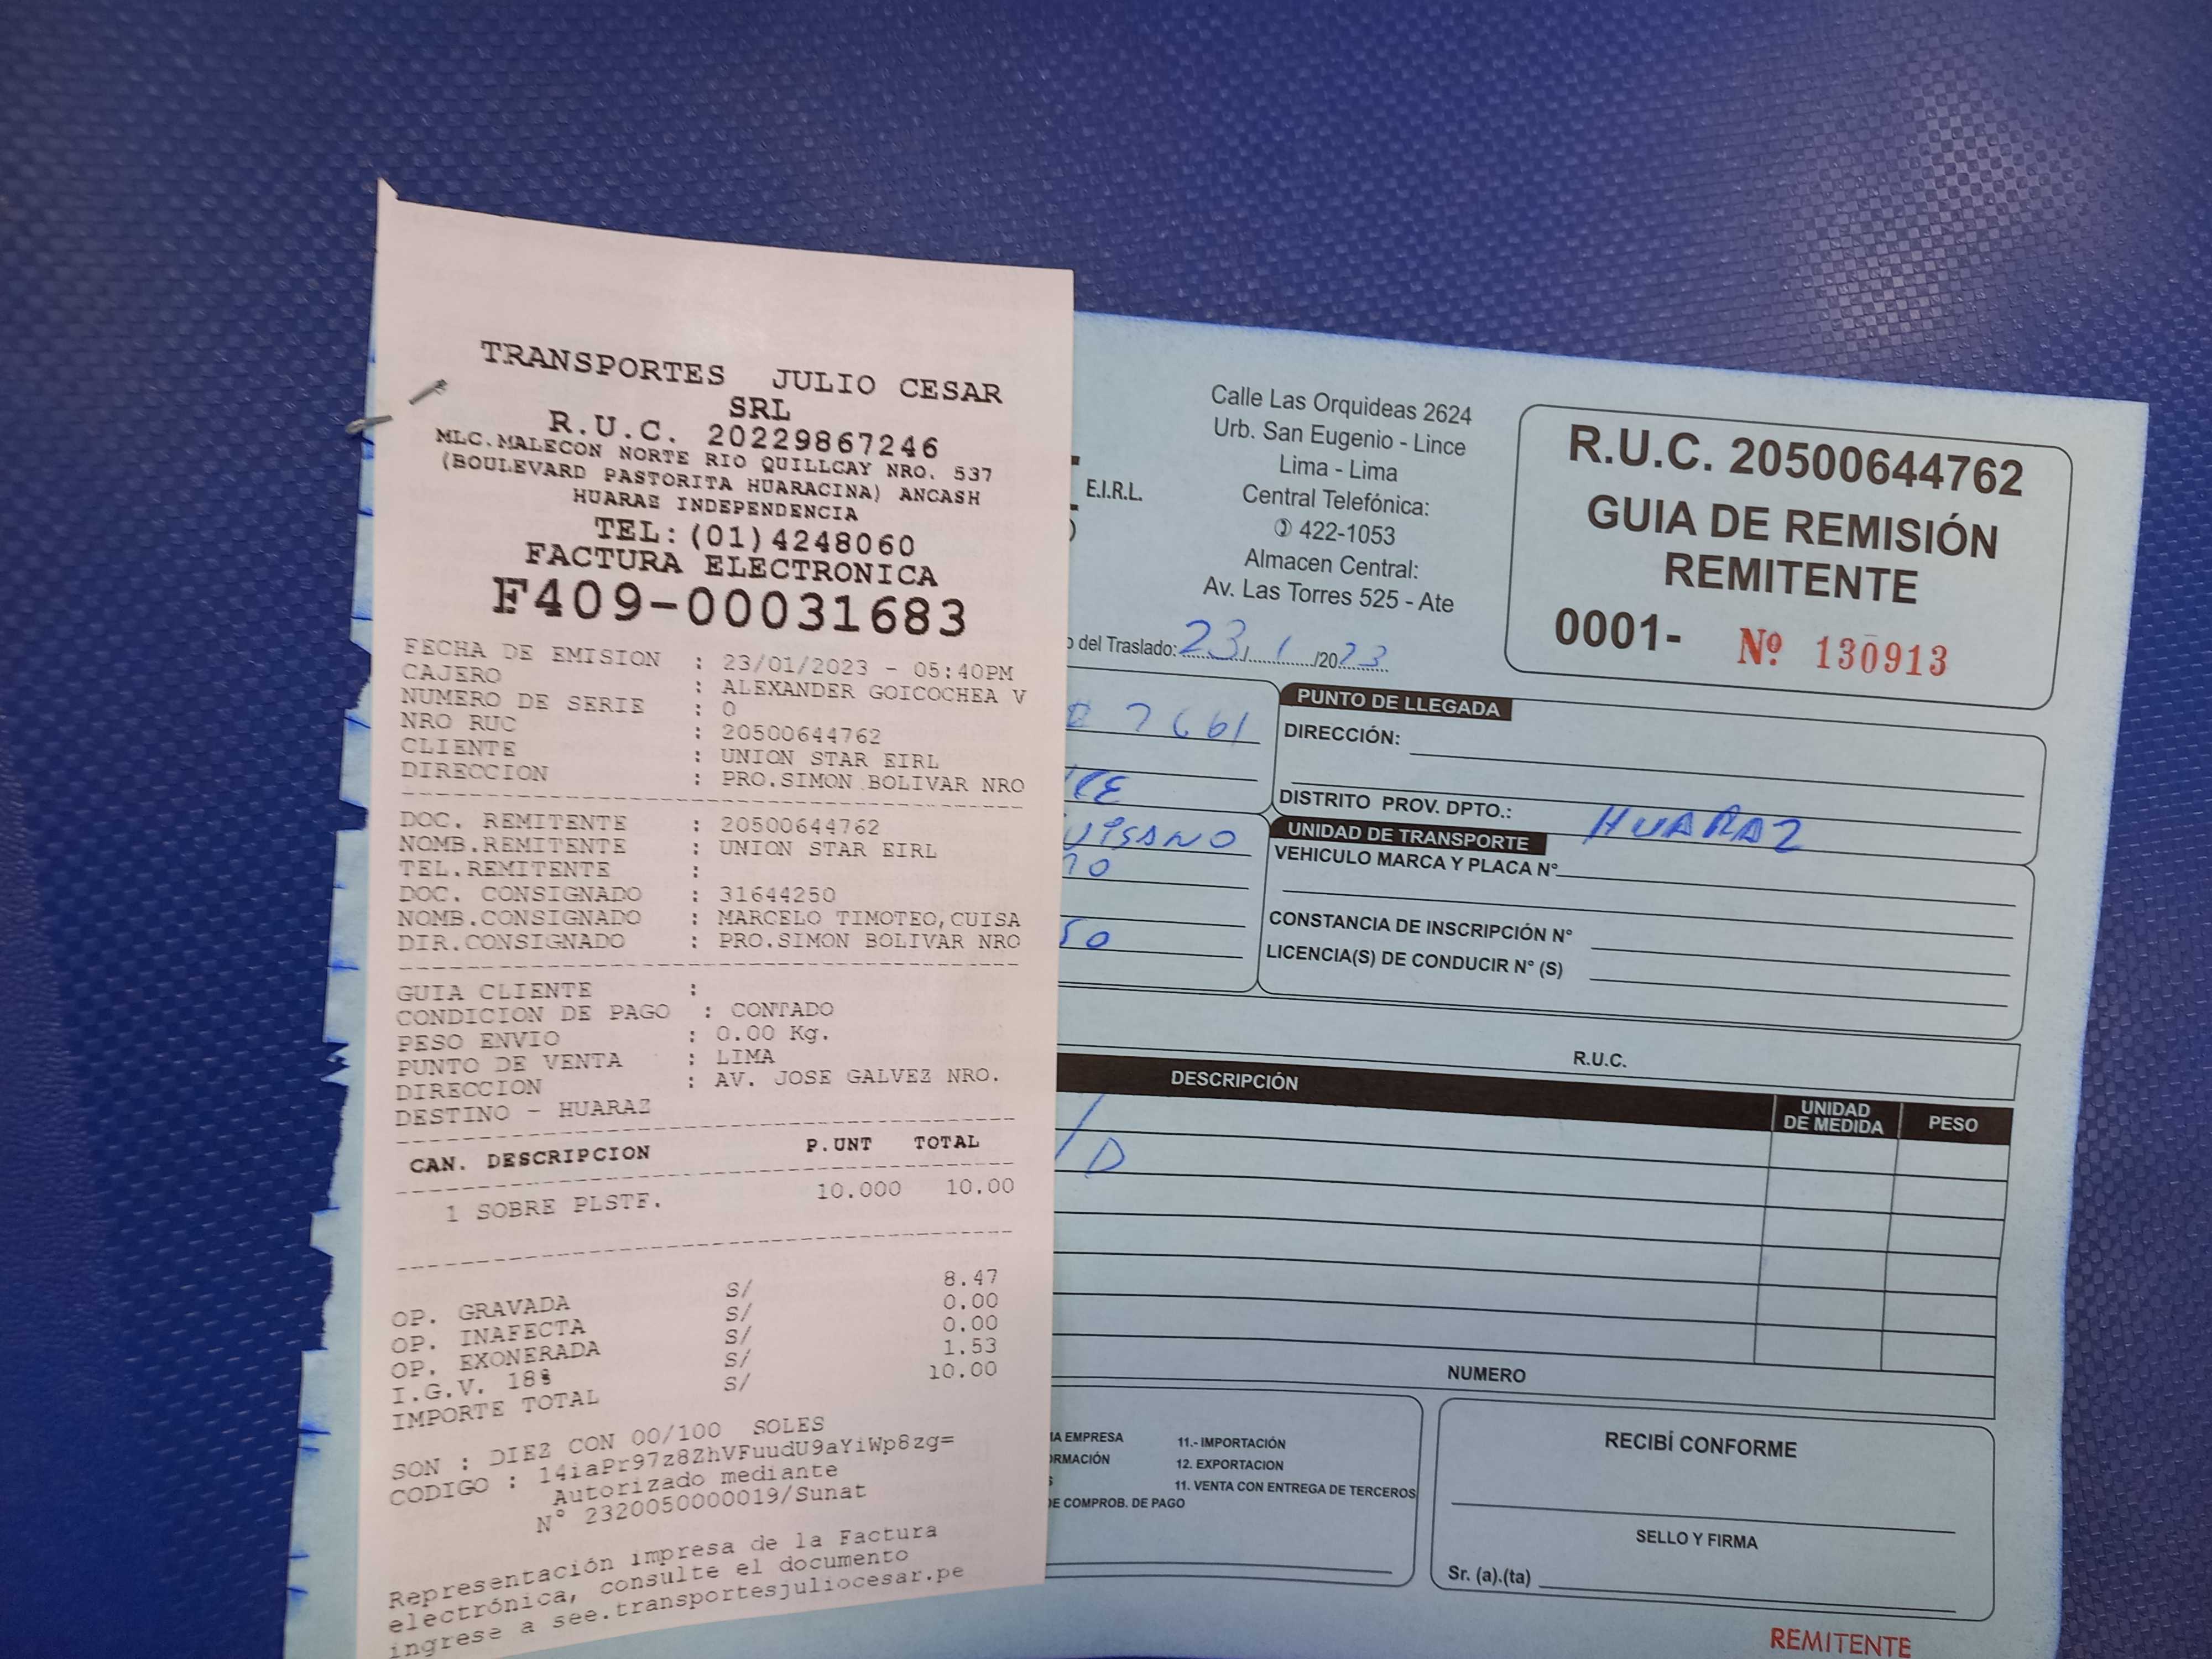 TRANSPORTES JULIO CESAR
SRL
R.U.C. 20229867246
MLC.MALECON NORTE RIO QUILLCAY NRO. 537
(BOULEVARD PASTORITA HUARACINA) ANCASH
HUARAZ INDEPENDENCIA
TEL:(01)4248060
FACTURA ELECTRONICA
F409-00031683
FECHA DE EMISION : 23/01/2023 - 05:40PM
CAJERO : ALEXANDER GOICOCHEA V
NUMERO DE SERIE : 0
NRO RUC : 20500644762
CLIENTE : UNION STAR EIRL
DIRECCION : PRO.SIMON BOLIVAR NRO
DOC. REMITENTE : 20500644762
NOMB.REMITENTE : UNION STAR EIRL
TEL.REMITENTE :
DOC. CONSIGNADO : 31644250
NOMB.CONSIGNADO : MARCELO TIMOTEO,CUISA
DIR.CONSIGNADO : PRO.SIMON BOLIVAR NRO
GUIA CLIENTE :
CONDICION DE PAGO : CONTADO
PESO ENVIO : 0.00 Kg.
PUNTO DE VENTA : LIMA
DIRECCION : AV. JOSE GALVEZ NRO.
DESTINO - HUARAZ
CAN. DESCRIPCION P.UNT TOTAL
1 SOBRE PLSTF. 10.000 10.00
OP. GRAVADA S/ 8.47
OP. INAFECTA S/ 0.00
OP. EXONERADA S/ 0.00
I.G.V. 18% S/ 1.53
IMPORTE TOTAL S/ 10.00
SON : DIEZ CON 00/100 SOLES
CODIGO : 14iaPr97z8ZhVFuudU9aYiWp8zg=
Autorizado mediante
N° 2320050000019/Sunat
Representación impresa de la Factura
electrónica, consulte el documento
ingrese a see.transportesjuliocesar.pe
E.I.R.L.
Calle Las Orquideas 2624
Urb. San Eugenio - Lince
Lima - Lima
Central Telefónica:
422-1053
Almacen Central:
Av. Las Torres 525 - Ate
R.U.C. 20500644762
GUIA DE REMISIÓN
REMITENTE
0001- Nº 130913
del Traslado: 23/1/2023
7661
UISANO
50
PUNTO DE LLEGADA
DIRECCIÓN:
DISTRITO PROV. DPTO.: HUARAZ
UNIDAD DE TRANSPORTE
VEHICULO MARCA Y PLACA N°
CONSTANCIA DE INSCRIPCIÓN N°
LICENCIA(S) DE CONDUCIR N° (S)
R.U.C.
DESCRIPCIÓN UNIDAD DE MEDIDA PESO
/D
NUMERO
EMPRESA 11.- IMPORTACIÓN
RMACIÓN 12. EXPORTACION
11. VENTA CON ENTREGA DE TERCEROS
DE COMPROB. DE PAGO
RECIBÍ CONFORME
SELLO Y FIRMA
Sr. (a).(ta)
REMITENTE